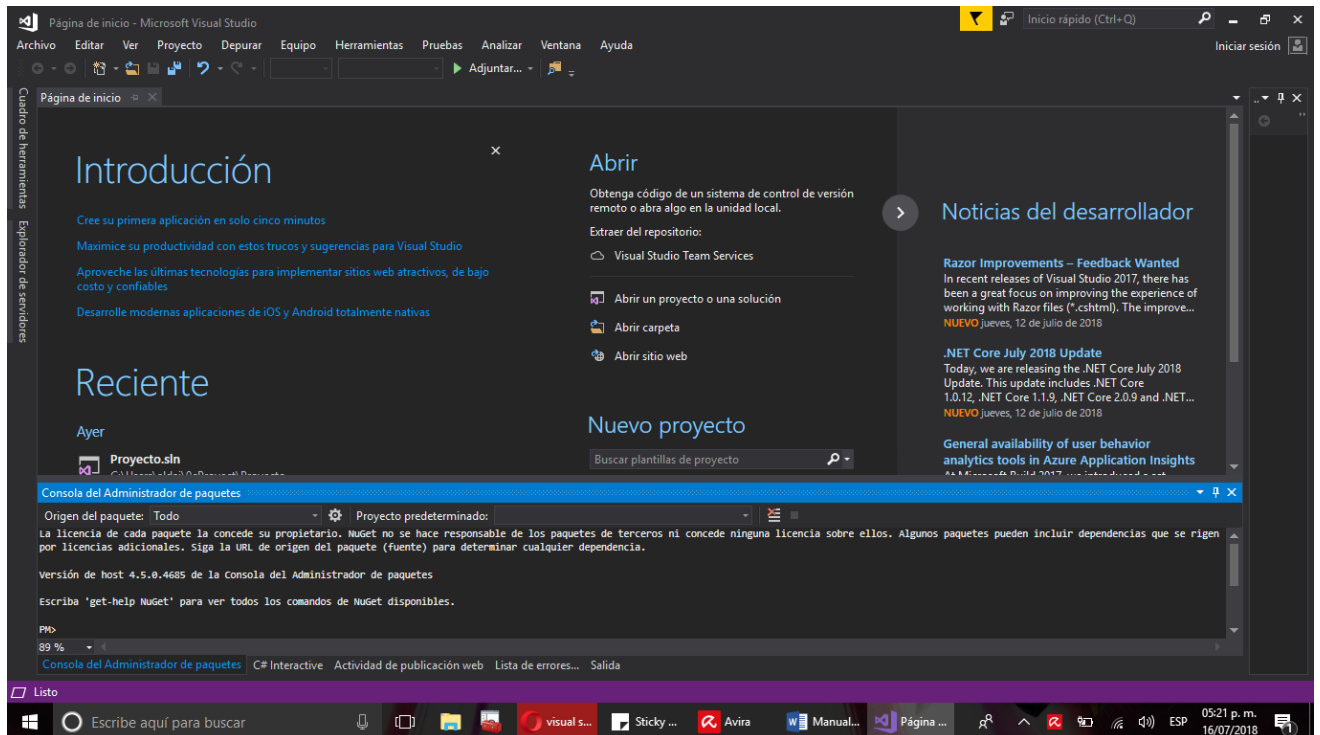 Página de inicio - Microsoft Visual Studio
Inicio rápido (Ctrl+Q)
Archivo Editar Ver Proyecto Depurar Equipo Herramientas Pruebas Analizar Ventana Ayuda
Iniciar sesión
Adjuntar...
Cuadro de herramientas
Explorador de servidores
Página de inicio
Introducción
Cree su primera aplicación en solo cinco minutos
Maximice su productividad con estos trucos y sugerencias para Visual Studio
Aproveche las últimas tecnologías para implementar sitios web atractivos, de bajo
costo y confiables
Desarrolle modernas aplicaciones de iOS y Android totalmente nativas
Reciente
Ayer
Proyecto.sln
Abrir
Obtenga código de un sistema de control de versión
remoto o abra algo en la unidad local.
Extraer del repositorio:
Visual Studio Team Services
Abrir un proyecto o una solución
Abrir carpeta
Abrir sitio web
Nuevo proyecto
Buscar plantillas de proyecto
Noticias del desarrollador
Razor Improvements – Feedback Wanted
In recent releases of Visual Studio 2017, there has
been a great focus on improving the experience of
working with Razor files (*.cshtml). The improve...
NUEVO jueves, 12 de julio de 2018
.NET Core July 2018 Update
Today, we are releasing the .NET Core July 2018
Update. This update includes .NET Core
1.0.12, .NET Core 1.1.9, .NET Core 2.0.9 and .NET...
NUEVO jueves, 12 de julio de 2018
General availability of user behavior
analytics tools in Azure Application Insights
Consola del Administrador de paquetes
Origen del paquete: Todo Proyecto predeterminado:
La licencia de cada paquete la concede su propietario. NuGet no se hace responsable de los paquetes de terceros ni concede ninguna licencia sobre ellos. Algunos paquetes pueden incluir dependencias que se rigen
por licencias adicionales. Siga la URL de origen del paquete (fuente) para determinar cualquier dependencia.
Versión de host 4.5.0.4685 de la Consola del Administrador de paquetes
Escriba 'get-help NuGet' para ver todos los comandos de NuGet disponibles.
PM>
89 %
Consola del Administrador de paquetes C# Interactive Actividad de publicación web Lista de errores... Salida
Listo
Escribe aquí para buscar
visual s... Sticky ... Avira Manual... Página ...
ESP
05:21 p. m.
16/07/2018